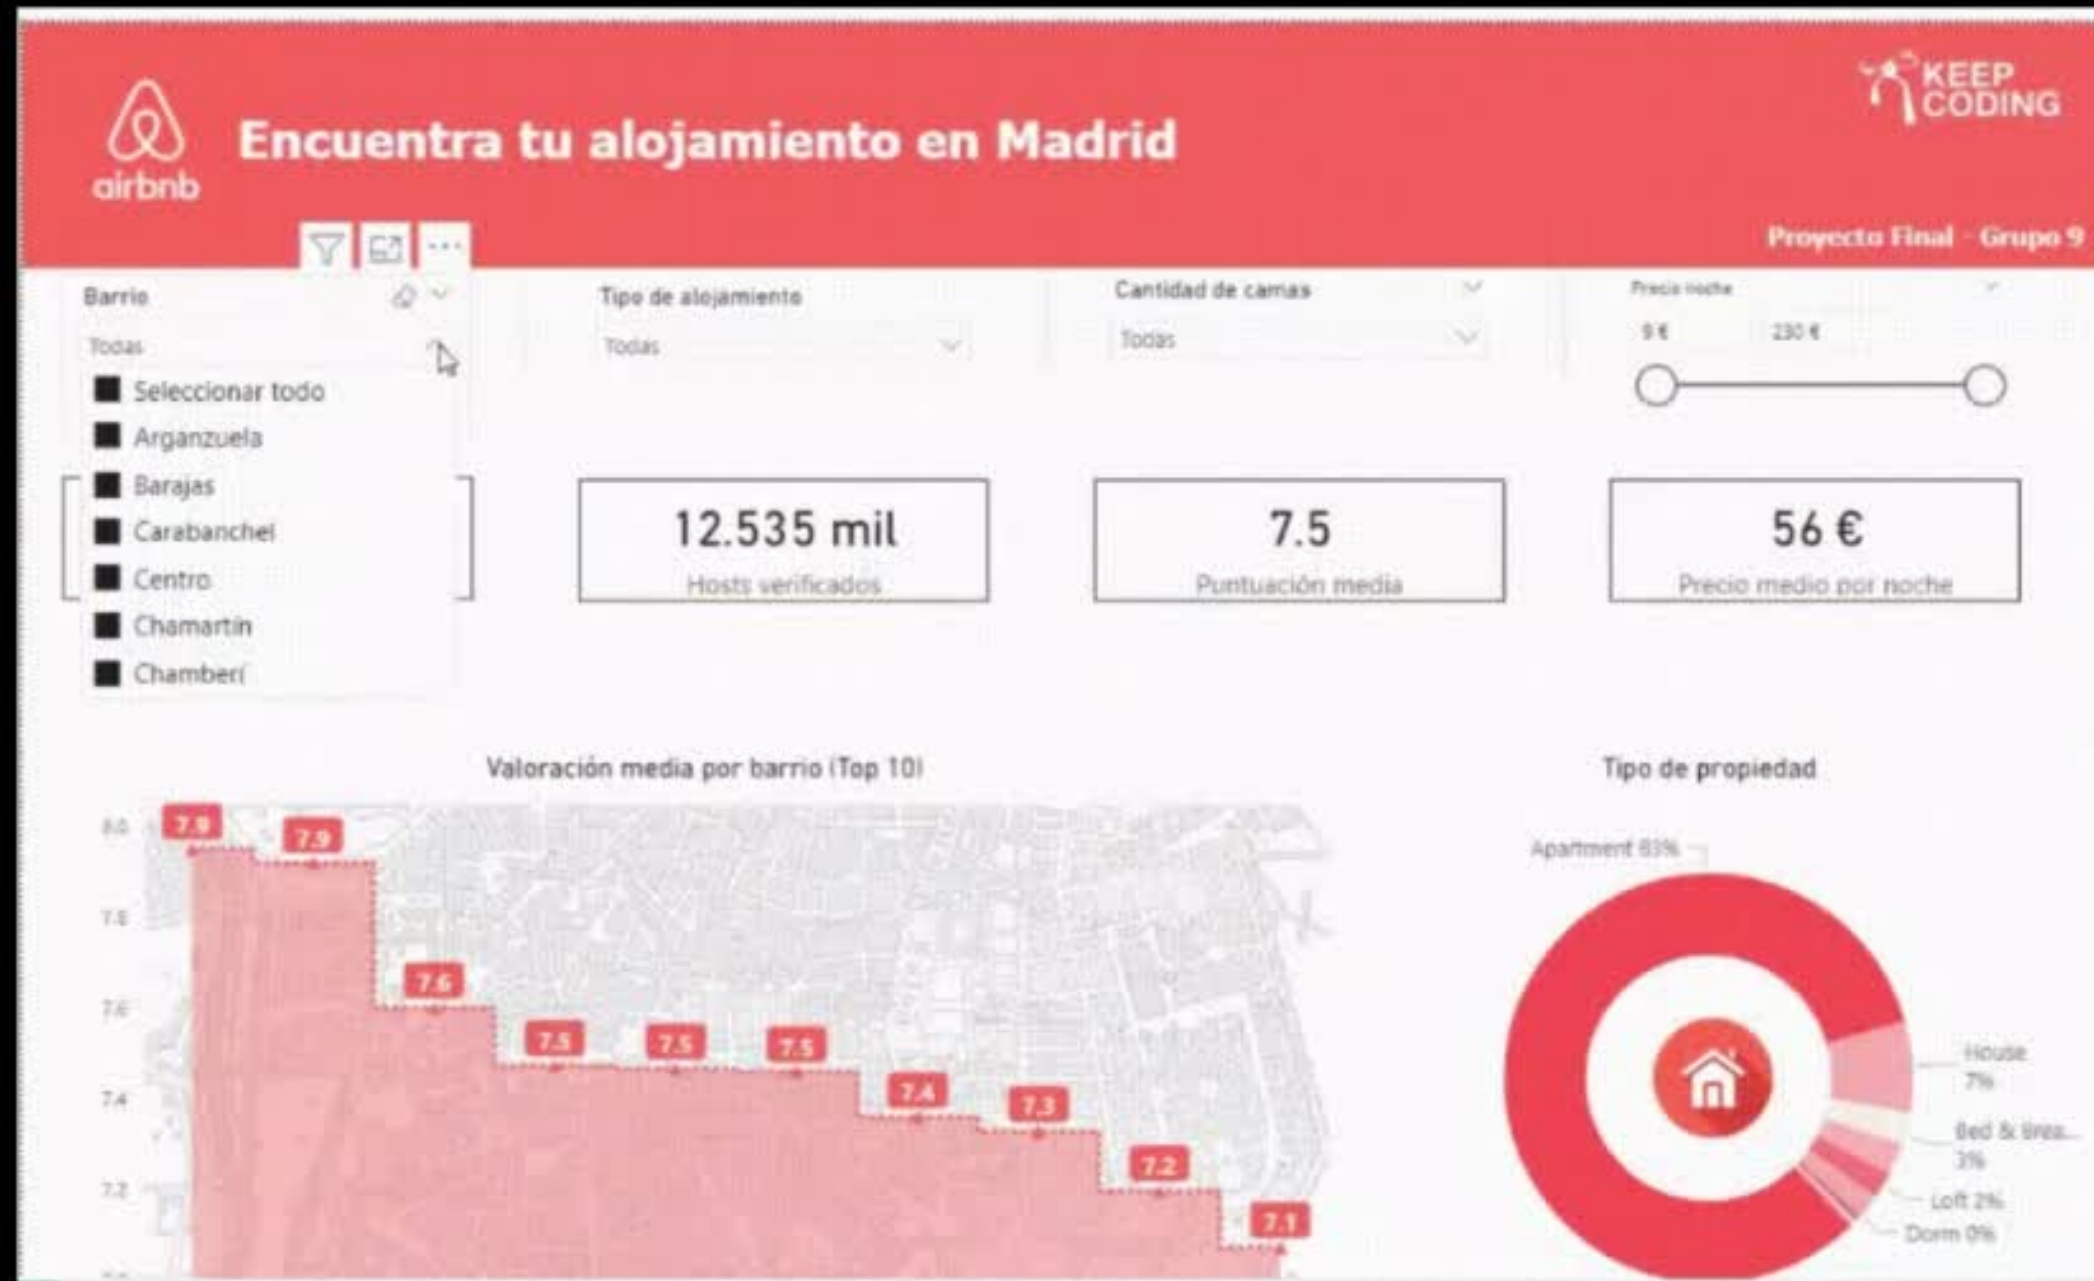 KEEP
CODING
airbnb
Encuentra tu alojamiento en Madrid
Proyecto Final - Grupo 9
Barrio
Todas
Seleccionar todo
Arganzuela
Barajas
Carabanchel
Centro
Chamartín
Chamberí
Tipo de alojamiento
Todas
Cantidad de camas
Todas
Precio noche
9 €
230 €
12.535 mil
Hosts verificados
7.5
Puntuación media
56 €
Precio medio por noche
Valoración media por barrio (Top 10)
8.0
7.8
7.6
7.4
7.2
7.9
7.9
7.6
7.5
7.5
7.5
7.4
7.3
7.2
7.1
Tipo de propiedad
Apartment 83%
House
7%
Bed & Brea...
3%
Loft 2%
Dorm 0%